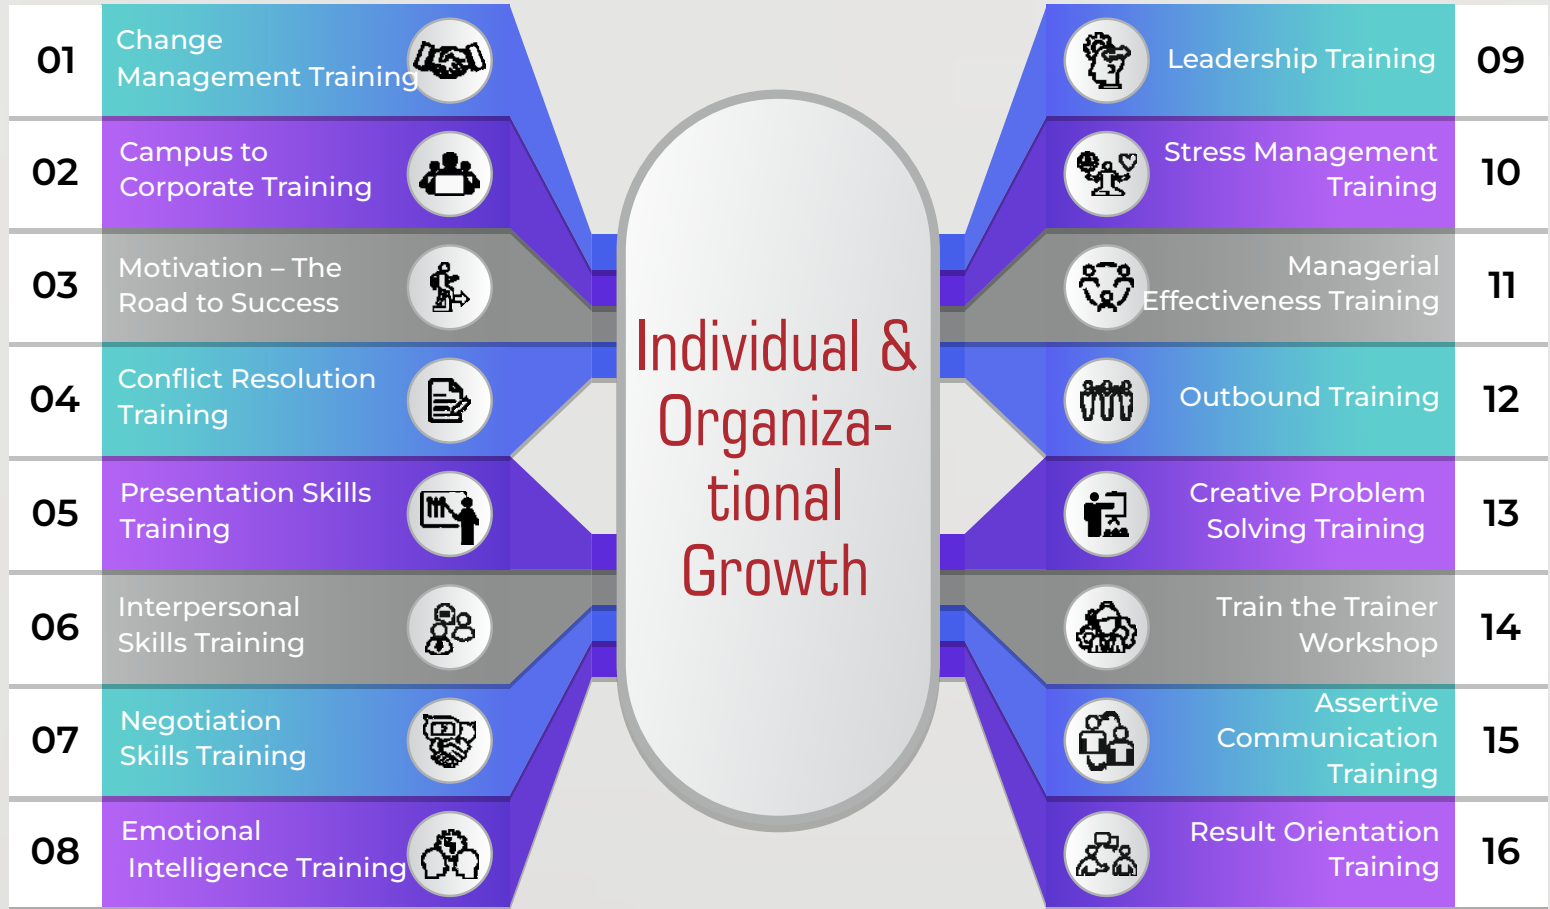 01
Change
Management Training
02
Campus to
Corporate Training
03
Motivation – The
Road to Success
04
Conflict Resolution
Training
05
Presentation Skills
Training
06
Interpersonal
Skills Training
07
Negotiation
Skills Training
08
Emotional
Intelligence Training
Individual &
Organiza-
tional
Growth
Leadership Training
09
Stress Management
Training
10
Managerial
Effectiveness Training
11
Outbound Training
12
Creative Problem
Solving Training
13
Train the Trainer
Workshop
14
Assertive
Communication
Training
15
Result Orientation
Training
16